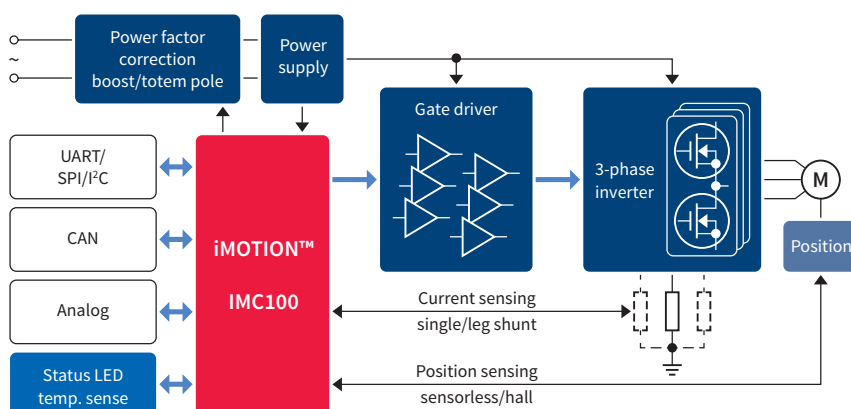 Power factor
correction
boost/totem pole
Power
supply
~
Gate driver
3-phase
inverter
M
Position
UART/
SPI/I²C
CAN
Analog
Status LED
temp. sense
iMOTION™
IMC100
Current sensing
single/leg shunt
Position sensing
sensorless/hall